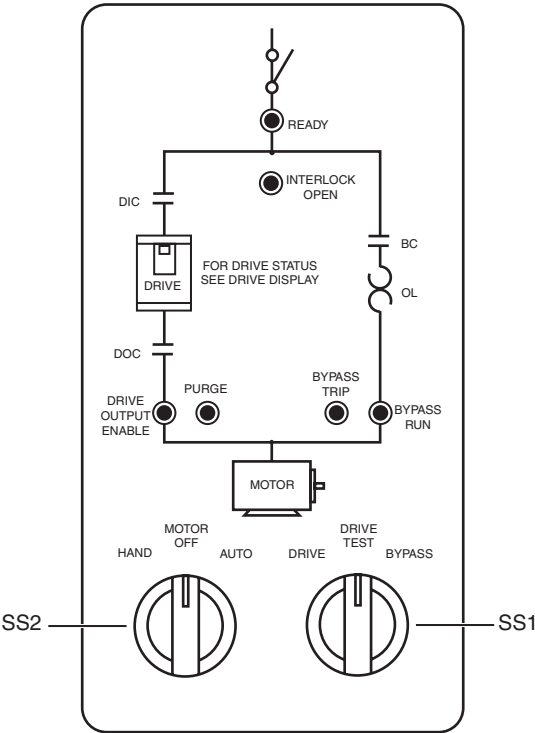 READY
INTERLOCK
OPEN
DIC
BC
FOR DRIVE STATUS
SEE DRIVE DISPLAY
DRIVE
OL
DOC
DRIVE
OUTPUT
ENABLE
PURGE
BYPASS
TRIP
BYPASS
RUN
MOTOR
HAND
MOTOR
OFF
AUTO
DRIVE
DRIVE
TEST
BYPASS
SS2
SS1